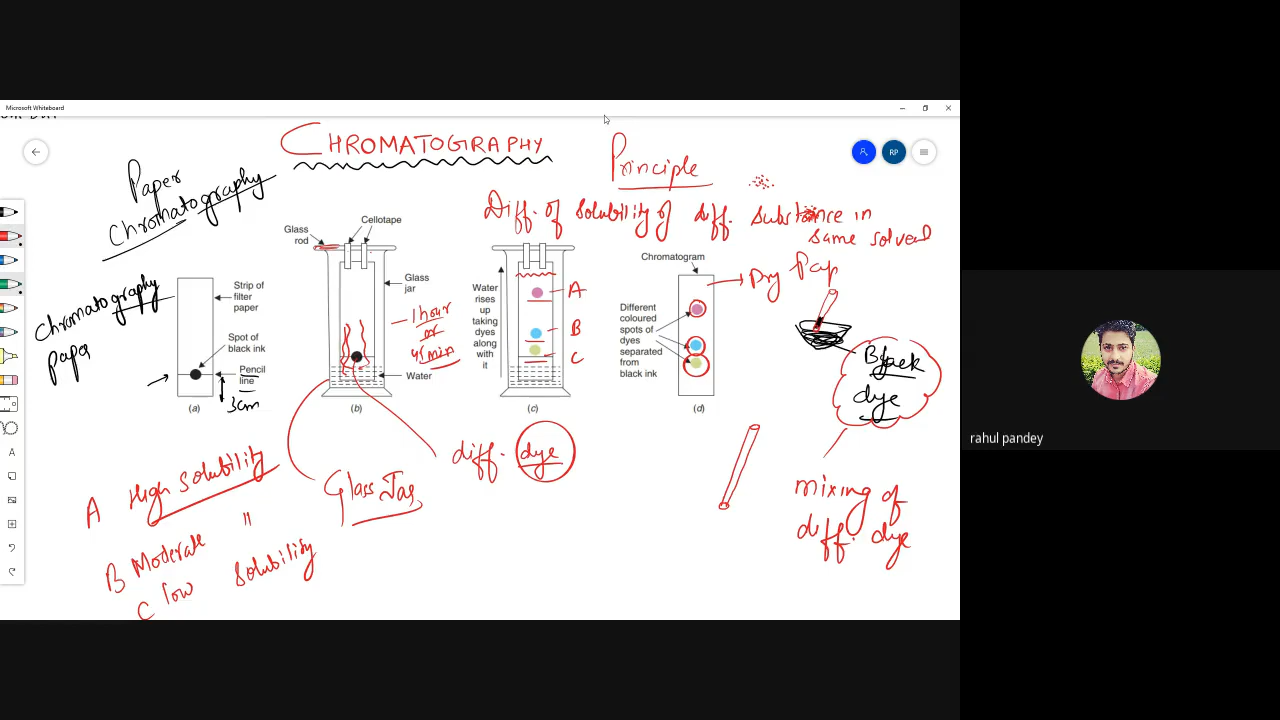 Microsoft Whiteboard
CHROMATOGRAPHY
Paper
Chromatography
Principle
Diff. of solubility of diff. substance in
same solved
RP
Chromatography
paper
Strip of
filter
paper
Spot of
black ink
Pencil
line
3cm
(a)
Glass
rod
Cellotape
Glass
jar
1 hour
or
45 min
Water
(b)
Water
rises
up
taking
dyes
along
with
it
A
B
C
(c)
Chromatogram
Dry Pap
Different
coloured
spots of
dyes
separated
from
black ink
(d)
Black
dye
mixing of
diff. dye
diff. dye
Glass Jar
A High solubility
B Moderate "
C low solubility
A
rahul pandey